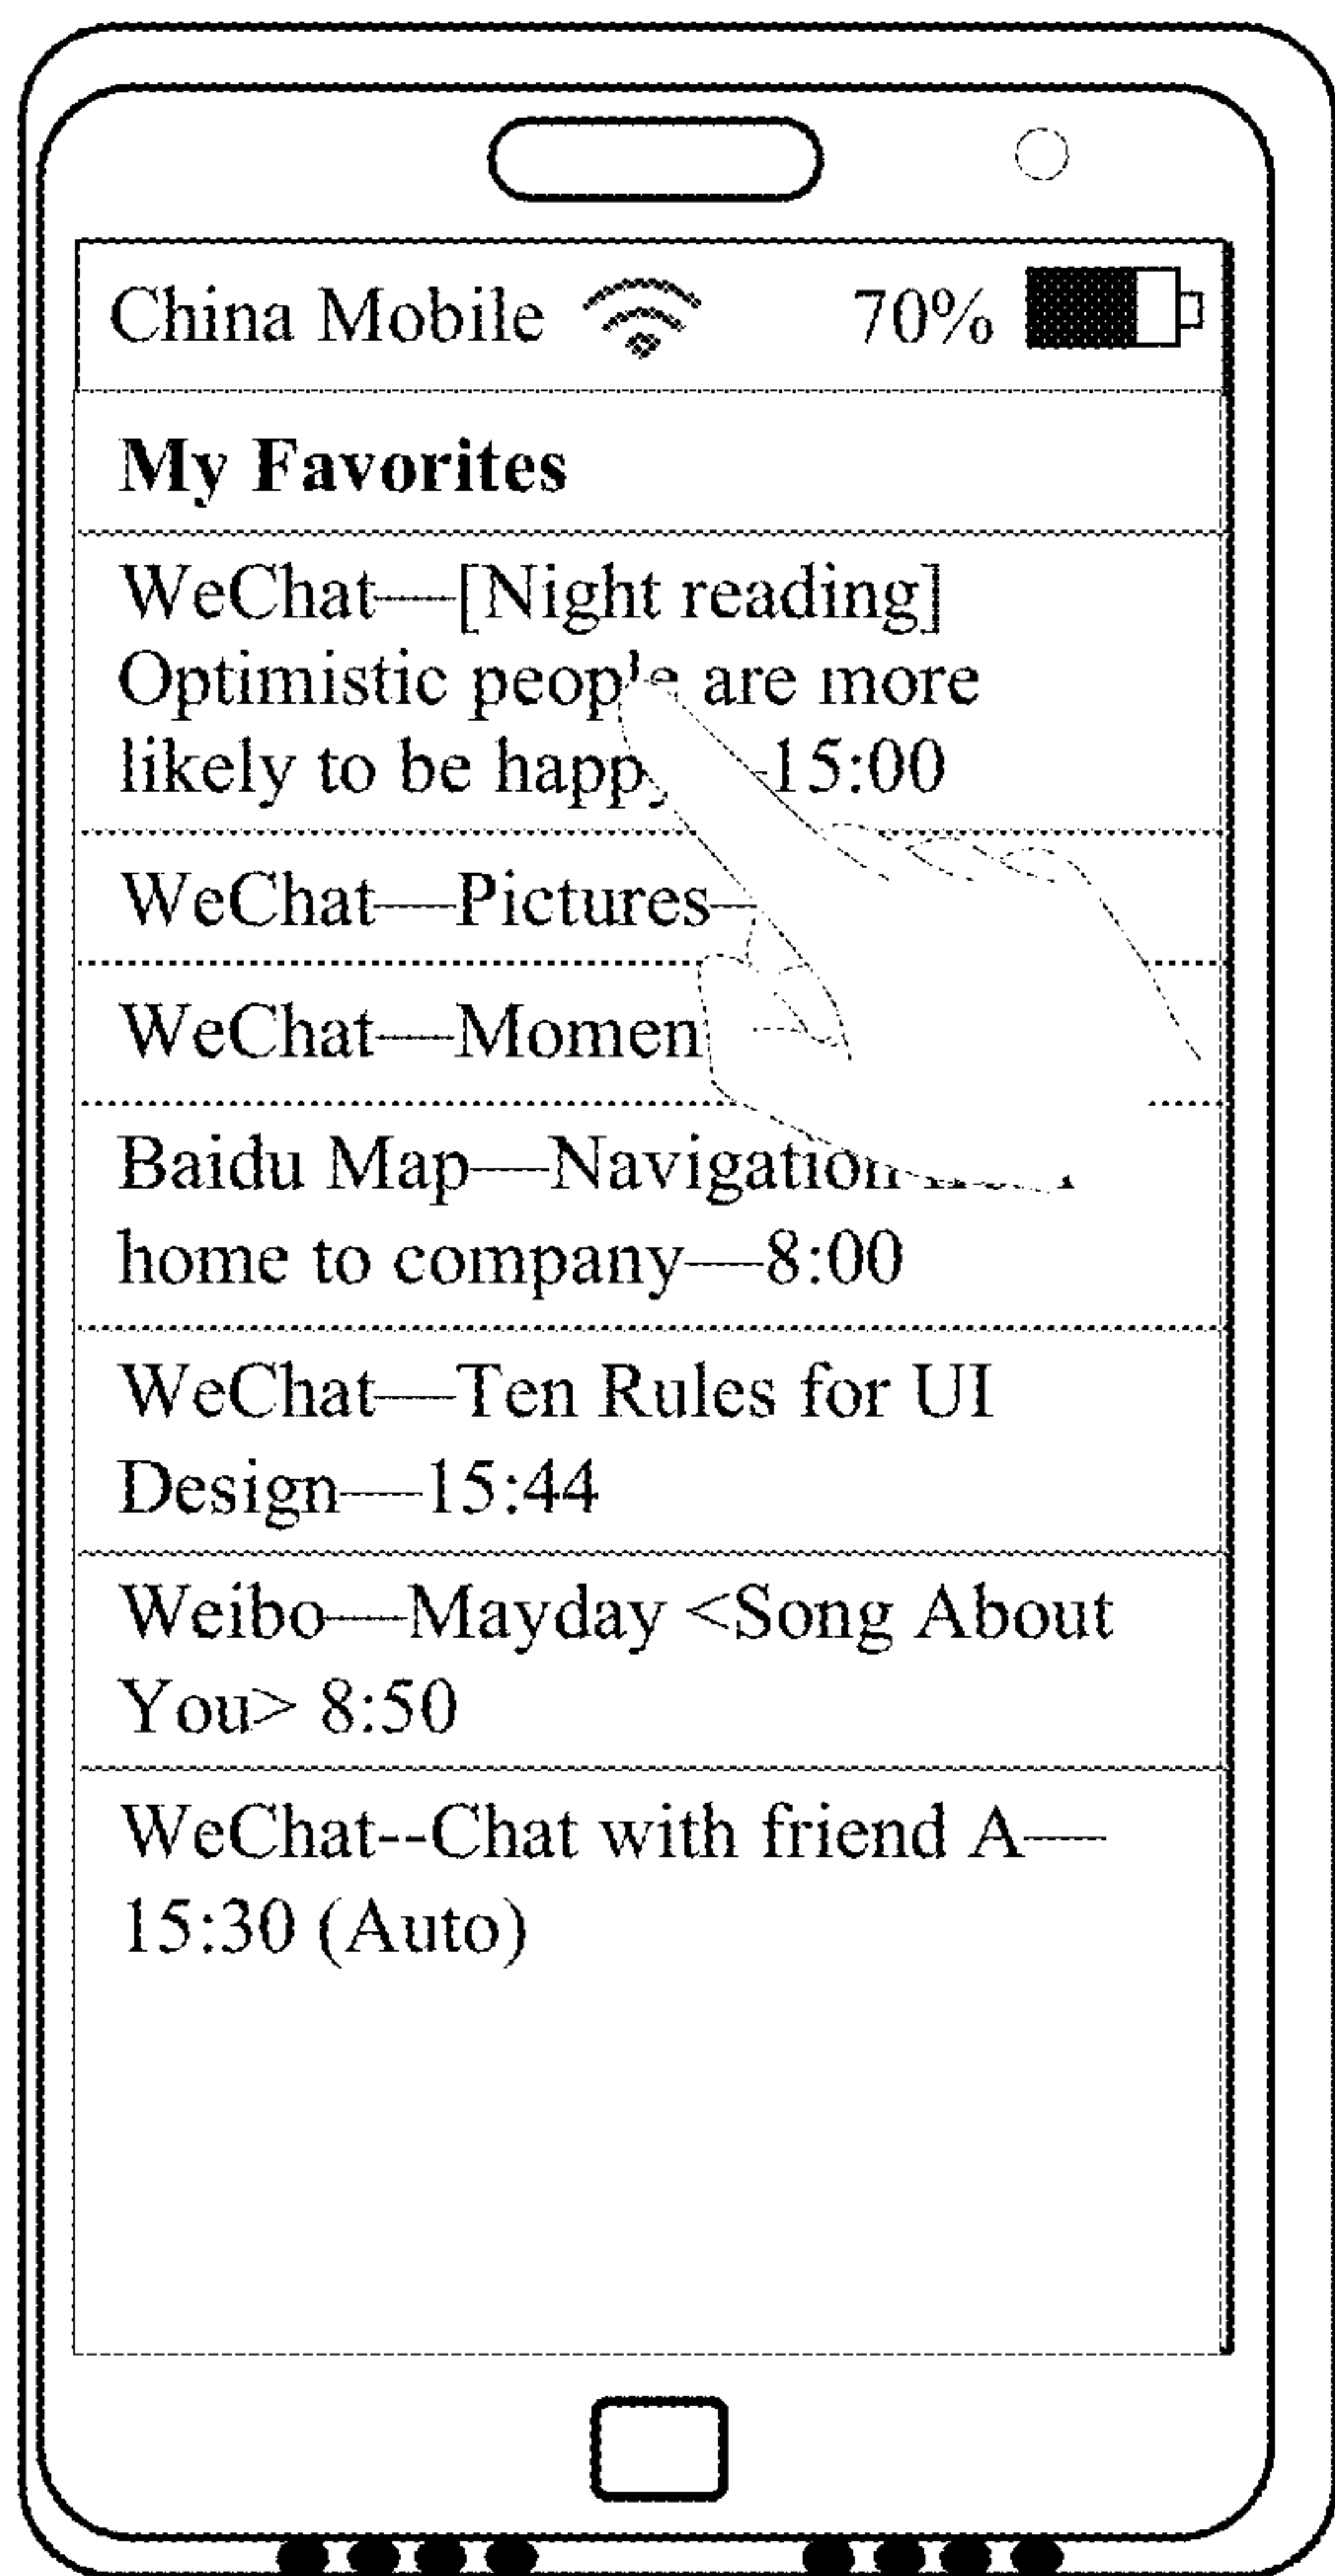 China Mobile 70%
My Favorites
WeChat—[Night reading]
Optimistic people are more
likely to be happy —15:00
WeChat—Pictures—
WeChat—Momen
Baidu Map—Navigation
home to company—8:00
WeChat—Ten Rules for UI
Design—15:44
Weibo—Mayday <Song About
You> 8:50
WeChat--Chat with friend A—
15:30 (Auto)